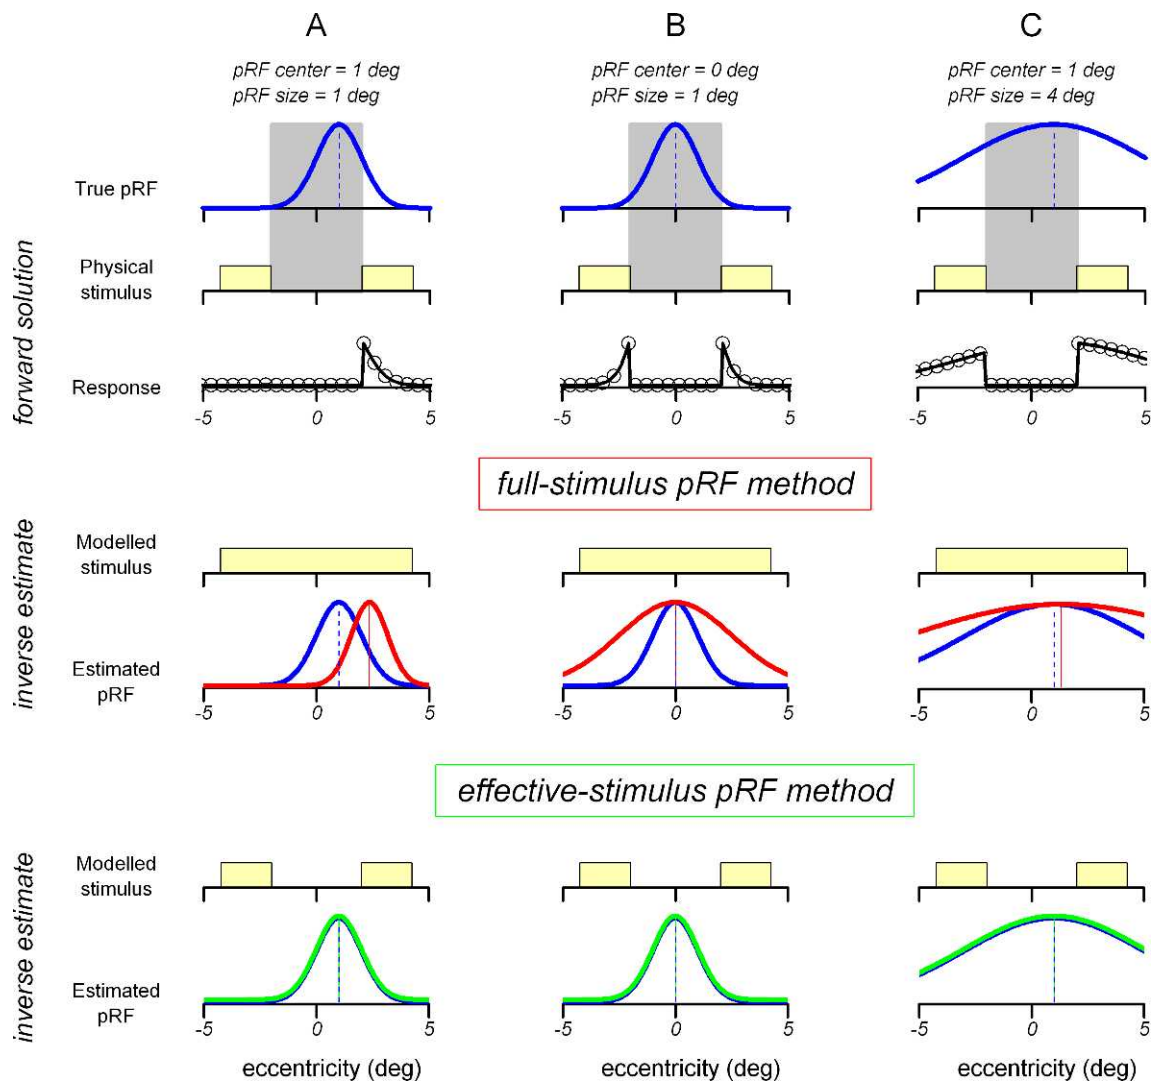 A B C
pRF center = 1 deg pRF center = 0 deg pRF center = 1 deg
pRF size = 1 deg pRF size = 1 deg pRF size = 4 deg
forward solution
True pRF
Physical
stimulus
Response
-5 0 5 -5 0 5 -5 0 5
full-stimulus pRF method
inverse estimate
Modelled
stimulus
Estimated
pRF
-5 0 5 -5 0 5 -5 0 5
effective-stimulus pRF method
inverse estimate
Modelled
stimulus
Estimated
pRF
-5 0 5 -5 0 5 -5 0 5
eccentricity (deg) eccentricity (deg) eccentricity (deg)